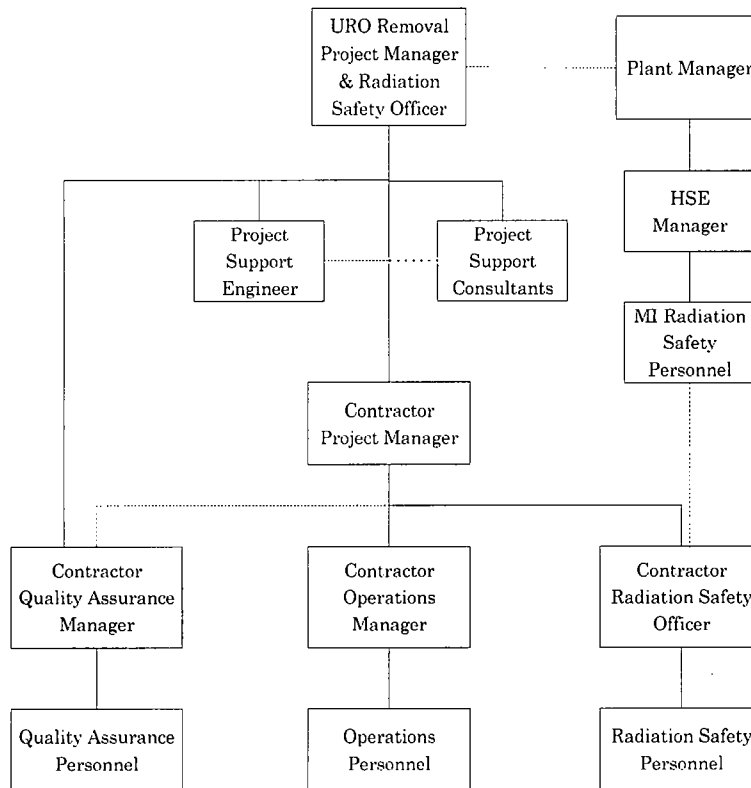 URO Removal
Project Manager
& Radiation
Safety Officer
Plant Manager
HSE
Manager
Project
Support
Engineer
Project
Support
Consultants
MI Radiation
Safety
Personnel
Contractor
Project Manager
Contractor
Quality Assurance
Manager
Contractor
Operations
Manager
Contractor
Radiation Safety
Officer
Quality Assurance
Personnel
Operations
Personnel
Radiation Safety
Personnel